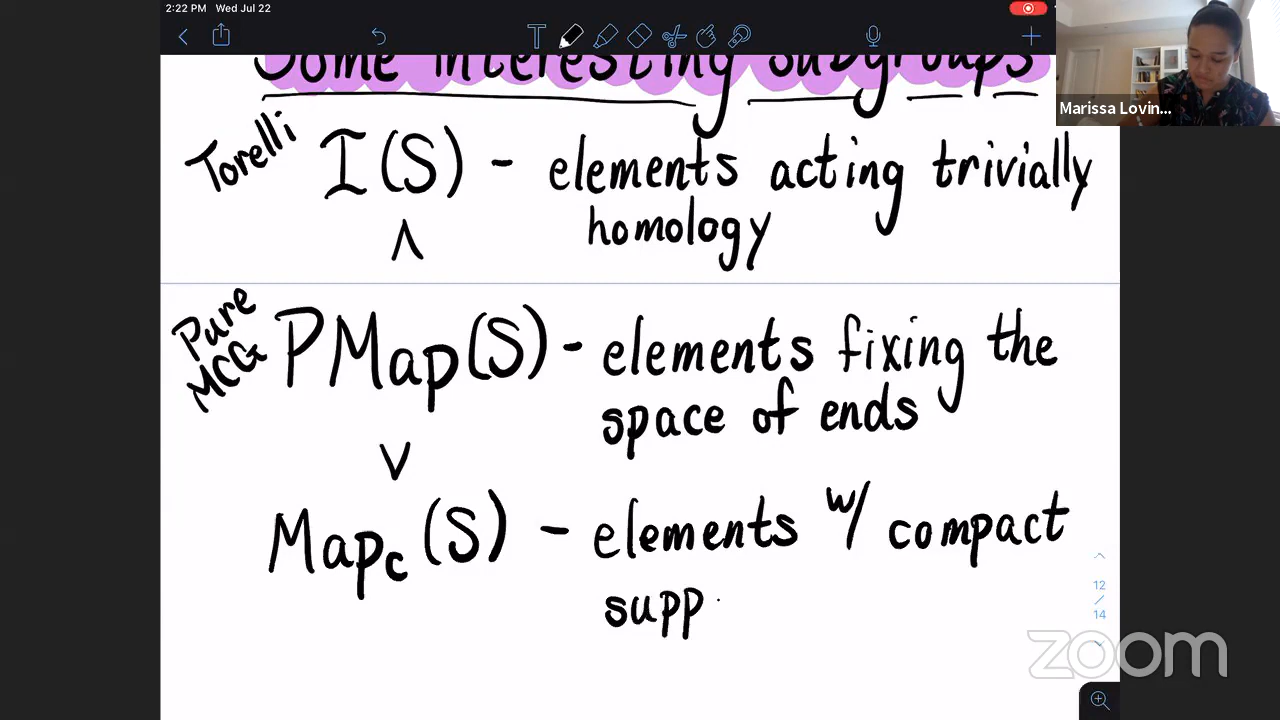 2:22 PM Wed Jul 22
Some interesting subgroups
Marissa Lovin...
Torelli I(S) - elements acting trivially
homology
^
Pure MCG PMap(S) - elements fixing the
space of ends
v
Mapc (S) - elements w/ compact
supp
12
/
14
zoom